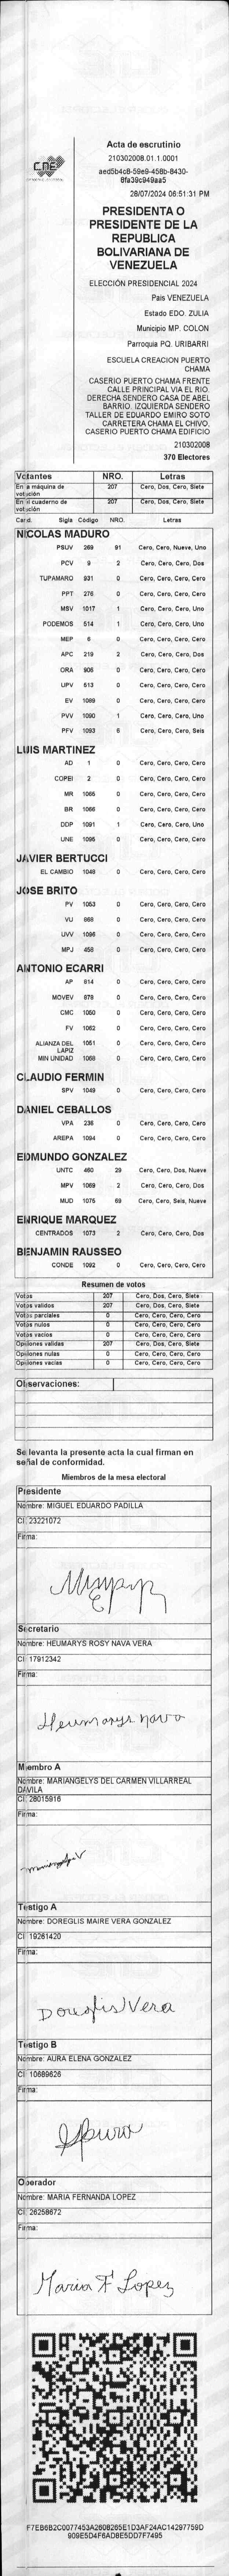 CNE
Acta de escrutinio
210302008.01.1.0001
aed5b4c8-59e9-458b-8430-
8fa39c949aa5
28/07/2024 06:51:31 PM
PRESIDENTA O
PRESIDENTE DE LA
REPUBLICA
BOLIVARIANA DE
VENEZUELA
ELECCIÓN PRESIDENCIAL 2024
Pais VENEZUELA
Estado EDO. ZULIA
Municipio MP. COLON
Parroquia PQ. URIBARRI
ESCUELA CREACION PUERTO
CHAMA
CASERIO PUERTO CHAMA FRENTE
CALLE PRINCIPAL VIA EL RIO.
DERECHA SENDERO CASA DE ABEL
BARRIO. IZQUIERDA SENDERO
TALLER DE EDUARDO EMIRO SOTO
CARRETERA CHAMA EL CHIVO.
CASERIO PUERTO CHAMA EDIFICIO
210302008
370 Electores
Votantes NRO. Letras
En la máquina de votación 207 Cero, Dos, Cero, Siete
En el cuaderno de votación 207 Cero, Dos, Cero, Siete
Cand. Sigla Código NRO. Letras
NICOLAS MADURO
PSUV 269 91 Cero, Cero, Nueve, Uno
PCV 9 2 Cero, Cero, Cero, Dos
TUPAMARO 931 0 Cero, Cero, Cero, Cero
PPT 276 0 Cero, Cero, Cero, Cero
MSV 1017 1 Cero, Cero, Cero, Uno
PODEMOS 514 1 Cero, Cero, Cero, Uno
MEP 6 0 Cero, Cero, Cero, Cero
APC 219 2 Cero, Cero, Cero, Dos
ORA 906 0 Cero, Cero, Cero, Cero
UPV 513 0 Cero, Cero, Cero, Cero
EV 1089 0 Cero, Cero, Cero, Cero
PVV 1090 1 Cero, Cero, Cero, Uno
PFV 1093 6 Cero, Cero, Cero, Seis
LUIS MARTINEZ
AD 1 0 Cero, Cero, Cero, Cero
COPEI 2 0 Cero, Cero, Cero, Cero
MR 1065 0 Cero, Cero, Cero, Cero
BR 1066 0 Cero, Cero, Cero, Cero
DDP 1091 1 Cero, Cero, Cero, Uno
UNE 1095 0 Cero, Cero, Cero, Cero
JAVIER BERTUCCI
EL CAMBIO 1048 0 Cero, Cero, Cero, Cero
JOSE BRITO
PV 1053 0 Cero, Cero, Cero, Cero
VU 868 0 Cero, Cero, Cero, Cero
UVV 1096 0 Cero, Cero, Cero, Cero
MPJ 458 0 Cero, Cero, Cero, Cero
ANTONIO ECARRI
AP 814 0 Cero, Cero, Cero, Cero
MOVEV 978 0 Cero, Cero, Cero, Cero
CMC 1050 0 Cero, Cero, Cero, Cero
FV 1062 0 Cero, Cero, Cero, Cero
ALIANZA DEL LAPIZ 1051 0 Cero, Cero, Cero, Cero
MIN UNIDAD 1068 0 Cero, Cero, Cero, Cero
CLAUDIO FERMIN
SPV 1049 0 Cero, Cero, Cero, Cero
DANIEL CEBALLOS
VPA 236 0 Cero, Cero, Cero, Cero
AREPA 1094 0 Cero, Cero, Cero, Cero
EDMUNDO GONZALEZ
UNTC 460 29 Cero, Cero, Dos, Nueve
MPV 1069 2 Cero, Cero, Cero, Dos
MUD 1075 69 Cero, Cero, Seis, Nueve
ENRIQUE MARQUEZ
CENTRADOS 1073 2 Cero, Cero, Cero, Dos
BENJAMIN RAUSSEO
CONDE 1092 0 Cero, Cero, Cero, Cero
Resumen de votos
Votos 207 Cero, Dos, Cero, Siete
Votos validos 207 Cero, Dos, Cero, Siete
Votos parciales 0 Cero, Cero, Cero, Cero
Votos nulos 0 Cero, Cero, Cero, Cero
Votos vacios 0 Cero, Cero, Cero, Cero
Opciones validas 207 Cero, Dos, Cero, Siete
Opciones nulas 0 Cero, Cero, Cero, Cero
Opciones vacias 0 Cero, Cero, Cero, Cero
Observaciones:
Se levanta la presente acta la cual firman en
señal de conformidad.
Miembros de la mesa electoral
Presidente
Nombre: MIGUEL EDUARDO PADILLA
CI: 23221072
Firma:
Secretario
Nombre: HEUMARYS ROSY NAVA VERA
CI: 17912342
Firma:
Heumarys nava
Miembro A
Nombre: MARIANGELYS DEL CARMEN VILLARREAL
DAVILA
CI: 28015916
Firma:
Testigo A
Nombre: DOREGLIS MAIRE VERA GONZALEZ
CI: 19261420
Firma:
Doreglis Vera
Testigo B
Nombre: AURA ELENA GONZALEZ
CI: 10689626
Firma:
Aura
Operador
Nombre: MARIA FERNANDA LOPEZ
CI: 26258672
Firma:
Maria F Lopez
F7EB6B2C0077453A2608265E1D3AF24AC14297759D
909E5D4F6AD8E5DD7F7495